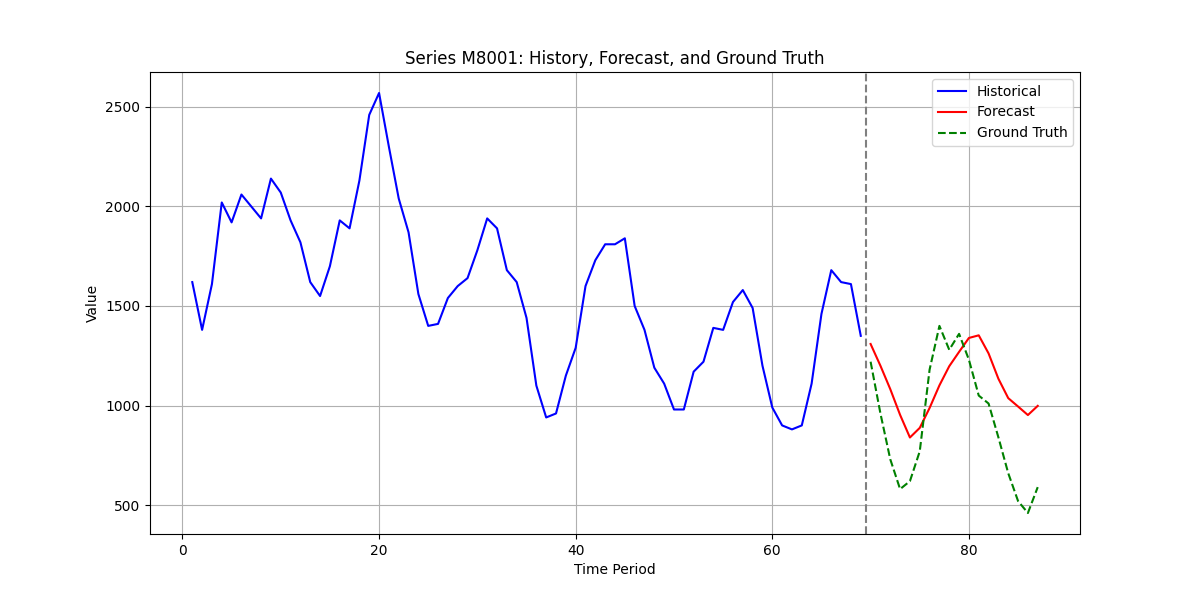 Series M8001: History, Forecast, and Ground Truth
Historical
Forecast
Ground Truth
Value
2500
2000
1500
1000
500
0 20 40 60 80
Time Period